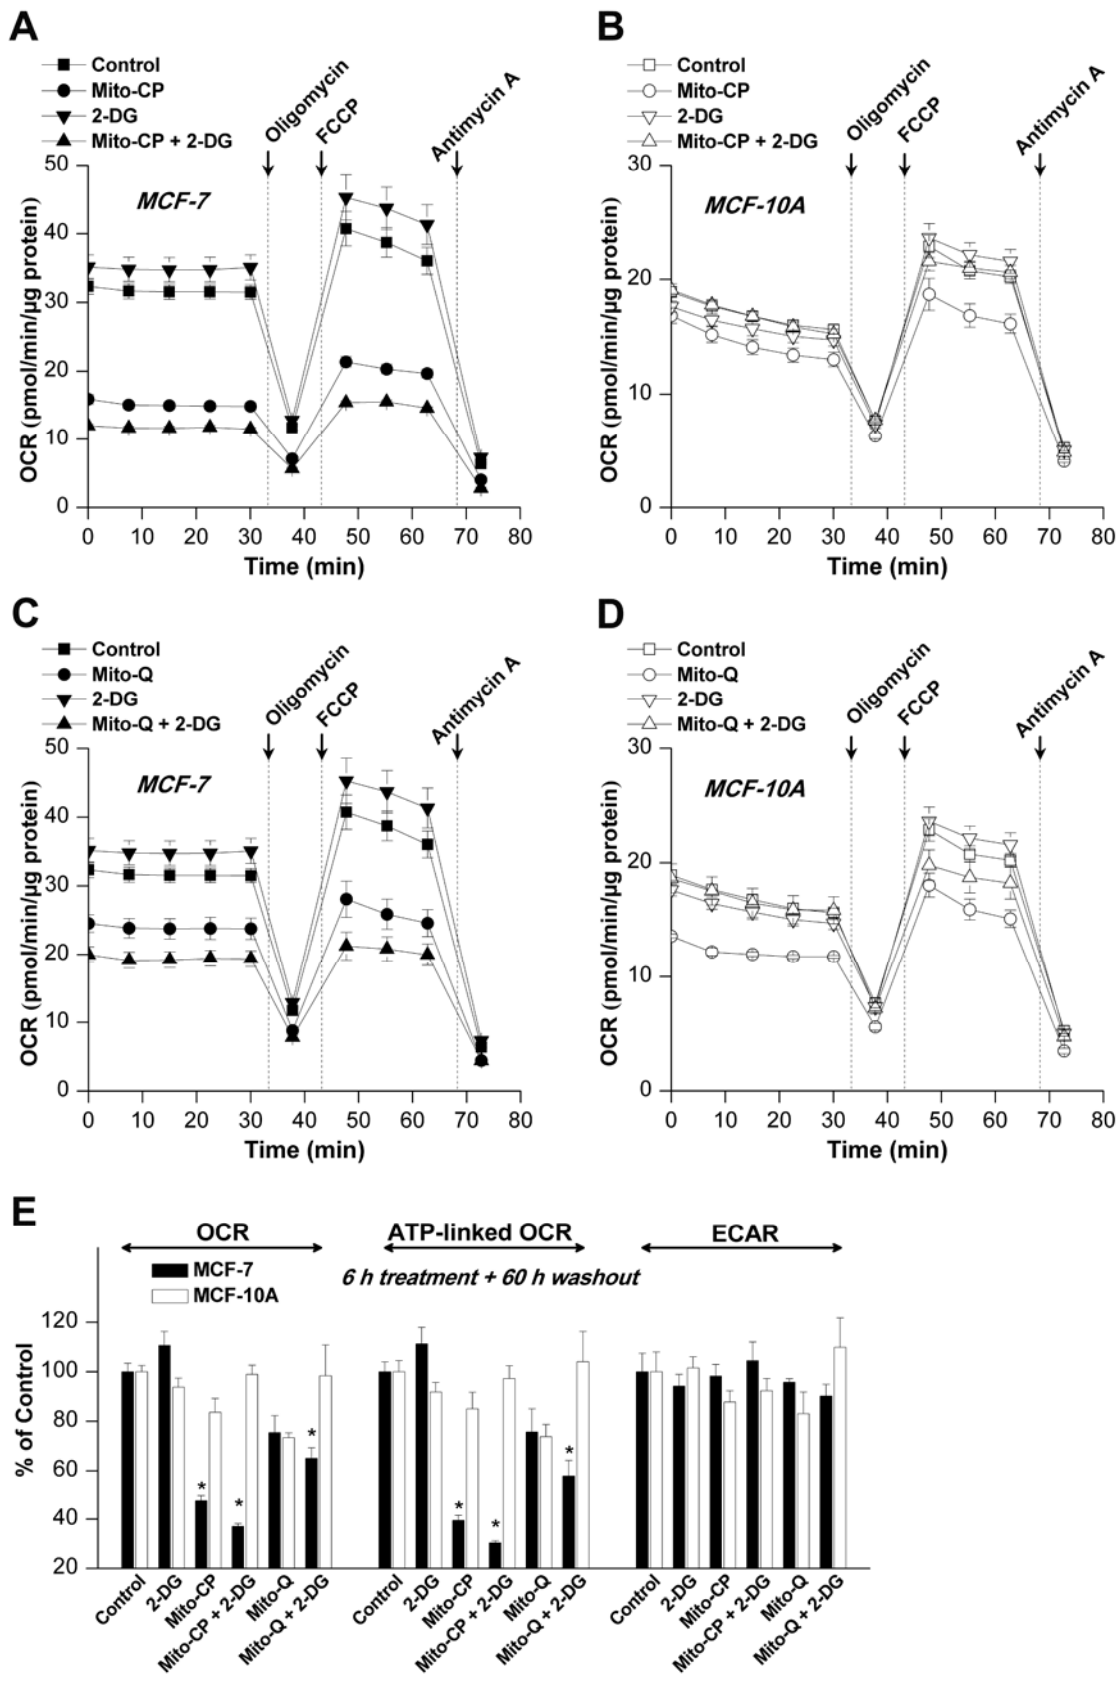 A
Control
Mito-CP
2-DG
Mito-CP + 2-DG
Oligomycin
FCCP
Antimycin A
MCF-7
OCR (pmol/min/µg protein)
50
40
30
20
10
0
0 10 20 30 40 50 60 70 80
Time (min)
B
Control
Mito-CP
2-DG
Mito-CP + 2-DG
Oligomycin
FCCP
Antimycin A
MCF-10A
OCR (pmol/min/µg protein)
30
20
10
0
0 10 20 30 40 50 60 70 80
Time (min)
C
Control
Mito-Q
2-DG
Mito-Q + 2-DG
Oligomycin
FCCP
Antimycin A
MCF-7
OCR (pmol/min/µg protein)
50
40
30
20
10
0
0 10 20 30 40 50 60 70 80
Time (min)
D
Control
Mito-Q
2-DG
Mito-Q + 2-DG
Oligomycin
FCCP
Antimycin A
MCF-10A
OCR (pmol/min/µg protein)
30
20
10
0
0 10 20 30 40 50 60 70 80
Time (min)
E
OCR
ATP-linked OCR
ECAR
MCF-7
MCF-10A
6 h treatment + 60 h washout
% of Control
120
100
80
60
40
20
* * *
* * *
Control
2-DG
Mito-CP
Mito-CP + 2-DG
Mito-Q
Mito-Q + 2-DG
Control
2-DG
Mito-CP
Mito-CP + 2-DG
Mito-Q
Mito-Q + 2-DG
Control
2-DG
Mito-CP
Mito-CP + 2-DG
Mito-Q
Mito-Q + 2-DG